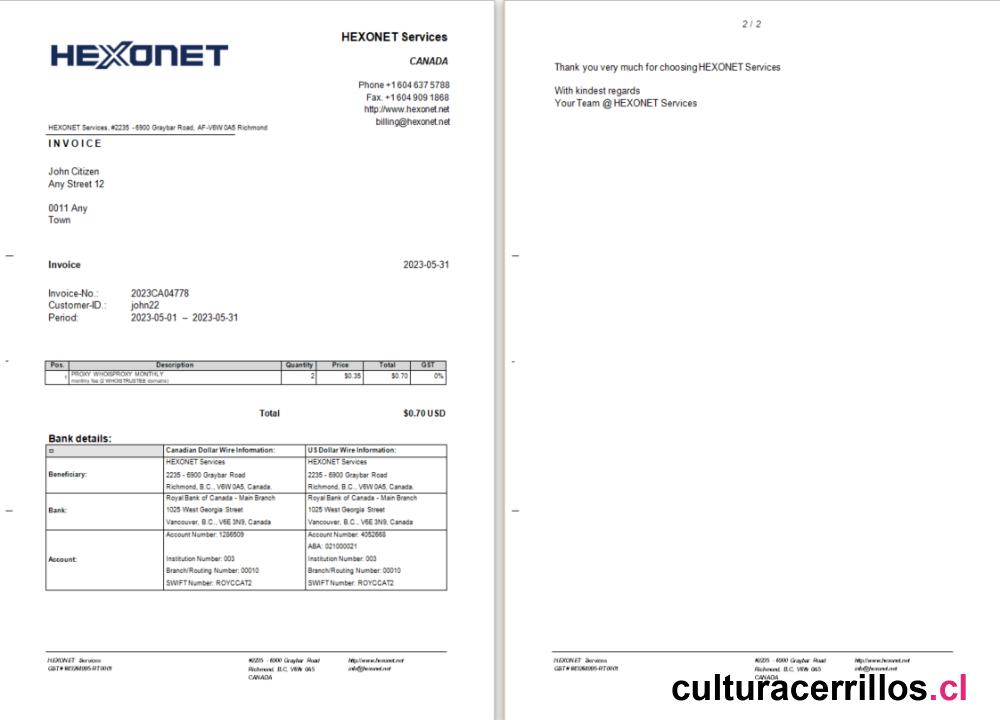 HEXONET
HEXONET Services
CANADA
Phone +1 604 637 5788
Fax. +1 604 909 1868
http://www.hexonet.net
billing@hexonet.net
HEXONET Services, #2235 - 6900 Graybar Road, AF-V6W 0A5 Richmond
INVOICE
John Citizen
Any Street 12
0011 Any
Town
Invoice 2023-05-31
Invoice-No.: 2023CA04778
Customer-ID.: john22
Period: 2023-05-01 – 2023-05-31
Pos. Description Quantity Price Total GST
1 PROXY WHOISPROXY MONTHLY 2 $0.35 $0.70 0%
monthly fee (2 WHOISTRUSTEE domains)
Total $0.70 USD
Bank details:
Canadian Dollar Wire Information: US Dollar Wire Information:
Beneficiary: HEXONET Services HEXONET Services
2235 - 6900 Graybar Road 2235 - 6900 Graybar Road
Richmond, B.C., V6W 0A5, Canada. Richmond, B.C., V6W 0A5, Canada.
Bank: Royal Bank of Canada - Main Branch Royal Bank of Canada - Main Branch
1025 West Georgia Street 1025 West Georgia Street
Vancouver, B.C., V6E 3N9, Canada Vancouver, B.C., V6E 3N9, Canada
Account: Account Number: 1286509 Account Number: 4052668
ABA: 021000021
Institution Number: 003 Institution Number: 003
Branch/Routing Number: 00010 Branch/Routing Number: 00010
SWIFT Number: ROYCCAT2 SWIFT Number: ROYCCAT2
HEXONET Services #2235 - 6900 Graybar Road http://www.hexonet.net
GST# Richmond, B.C, V6W 0A5 info@hexonet.net
CANADA
2 / 2
Thank you very much for choosing HEXONET Services
With kindest regards
Your Team @ HEXONET Services
HEXONET Services #2235 - 6900 Graybar Road http://www.hexonet.net
GST# Richmond, B.C, V6W 0A5 info@hexonet.net
CANADA
culturacerrillos.cl